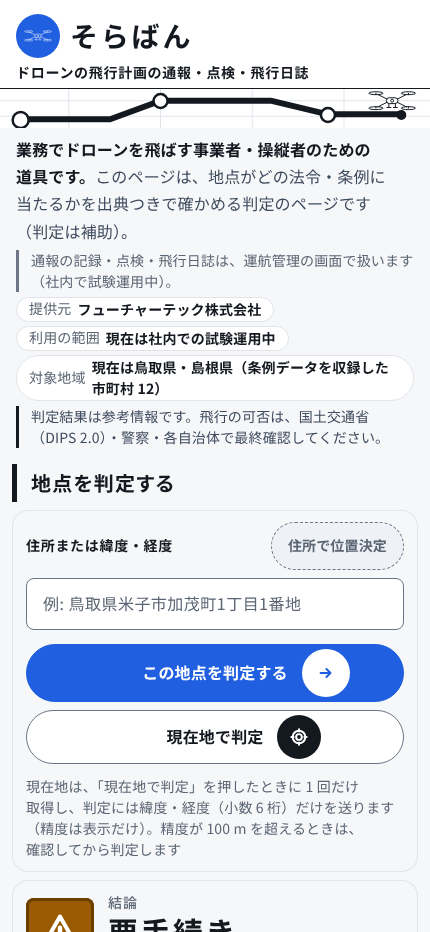 そらばん
ドローンの飛行計画の通報・点検・飛行日誌
業務でドローンを飛ばす事業者・操縦者のための
道具です。このページは、地点がどの法令・条例に
当たるかを出典つきで確かめる判定のページです
（判定は補助）。
通報の記録・点検・飛行日誌は、運航管理の画面で扱います
（社内で試験運用中）。
提供元 フューチャーテック株式会社
利用の範囲 現在は社内での試験運用中
対象地域 現在は鳥取県・島根県（条例データを収録した
市町村 12）
判定結果は参考情報です。飛行の可否は、国土交通省
（DIPS 2.0）・警察・各自治体で最終確認してください。
地点を判定する
住所または緯度・経度
住所で位置決定
例: 鳥取県米子市加茂町1丁目1番地
この地点を判定する
現在地で判定
現在地は、「現在地で判定」を押したときに 1 回だけ
取得し、判定には緯度・経度（小数 6 桁）だけを送ります
（精度は表示だけ）。精度が 100 m を超えるときは、
確認してから判定します
結論
要手続き